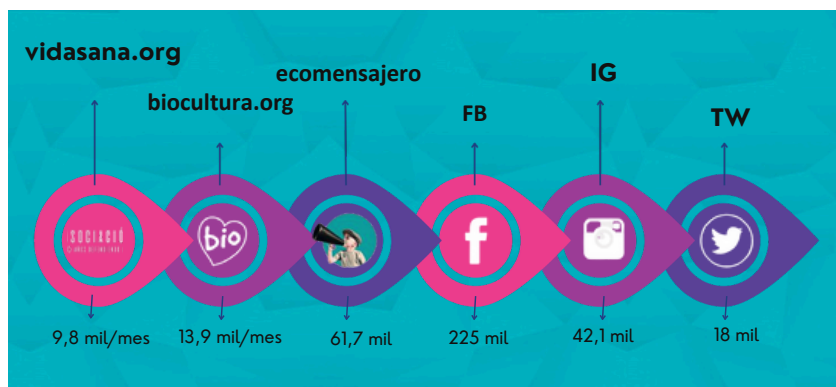 vidasana.org
biocultura.org
ecomensajero
FB
IG
TW
SOCIACIÓ
bio
f
9,8 mil/mes
13,9 mil/mes
61,7 mil
225 mil
42,1 mil
18 mil